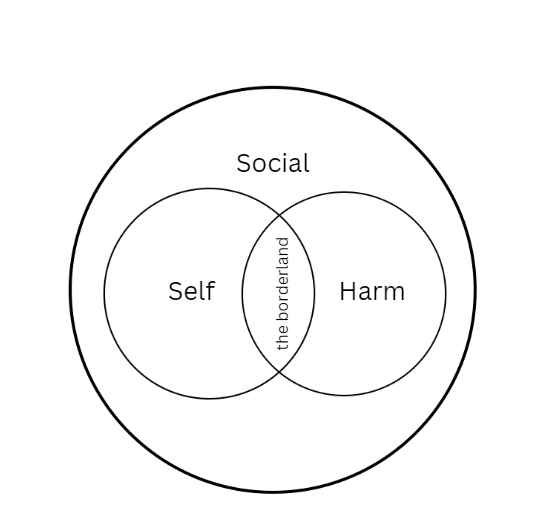 Social
Self
the borderland
Harm